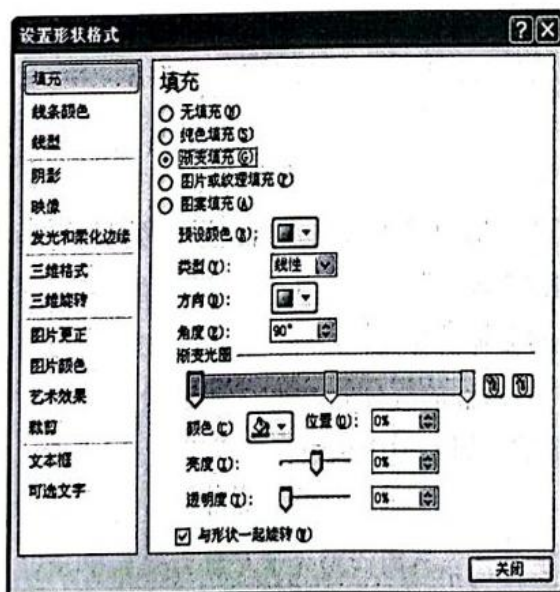 设置形状格式
填充
线条颜色
线型
阴影
映像
发光和柔化边缘
三维格式
三维旋转
图片更正
图片颜色
艺术效果
裁剪
文本框
可选文字
填充
无填充(N)
纯色填充(S)
渐变填充(G)
图片或纹理填充(P)
图案填充(A)
预设颜色(R):
类型(Y): 线性
方向(D):
角度(E): 90°
渐变光圈
颜色(C) 位置(O): 0%
亮度(I): 0%
透明度(T): 0%
与形状一起旋转(W)
关闭